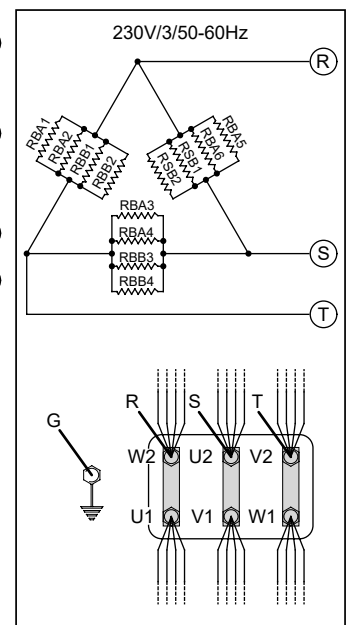 230V/3/50-60Hz
R
RBA1
RBA2
RBB1
RBB2
RSB2
RSB1
RBA6
RBA5
RBA3
RBA4
RBB3
RBB4
S
T
R S T
G
W2 U2 V2
U1 V1 W1